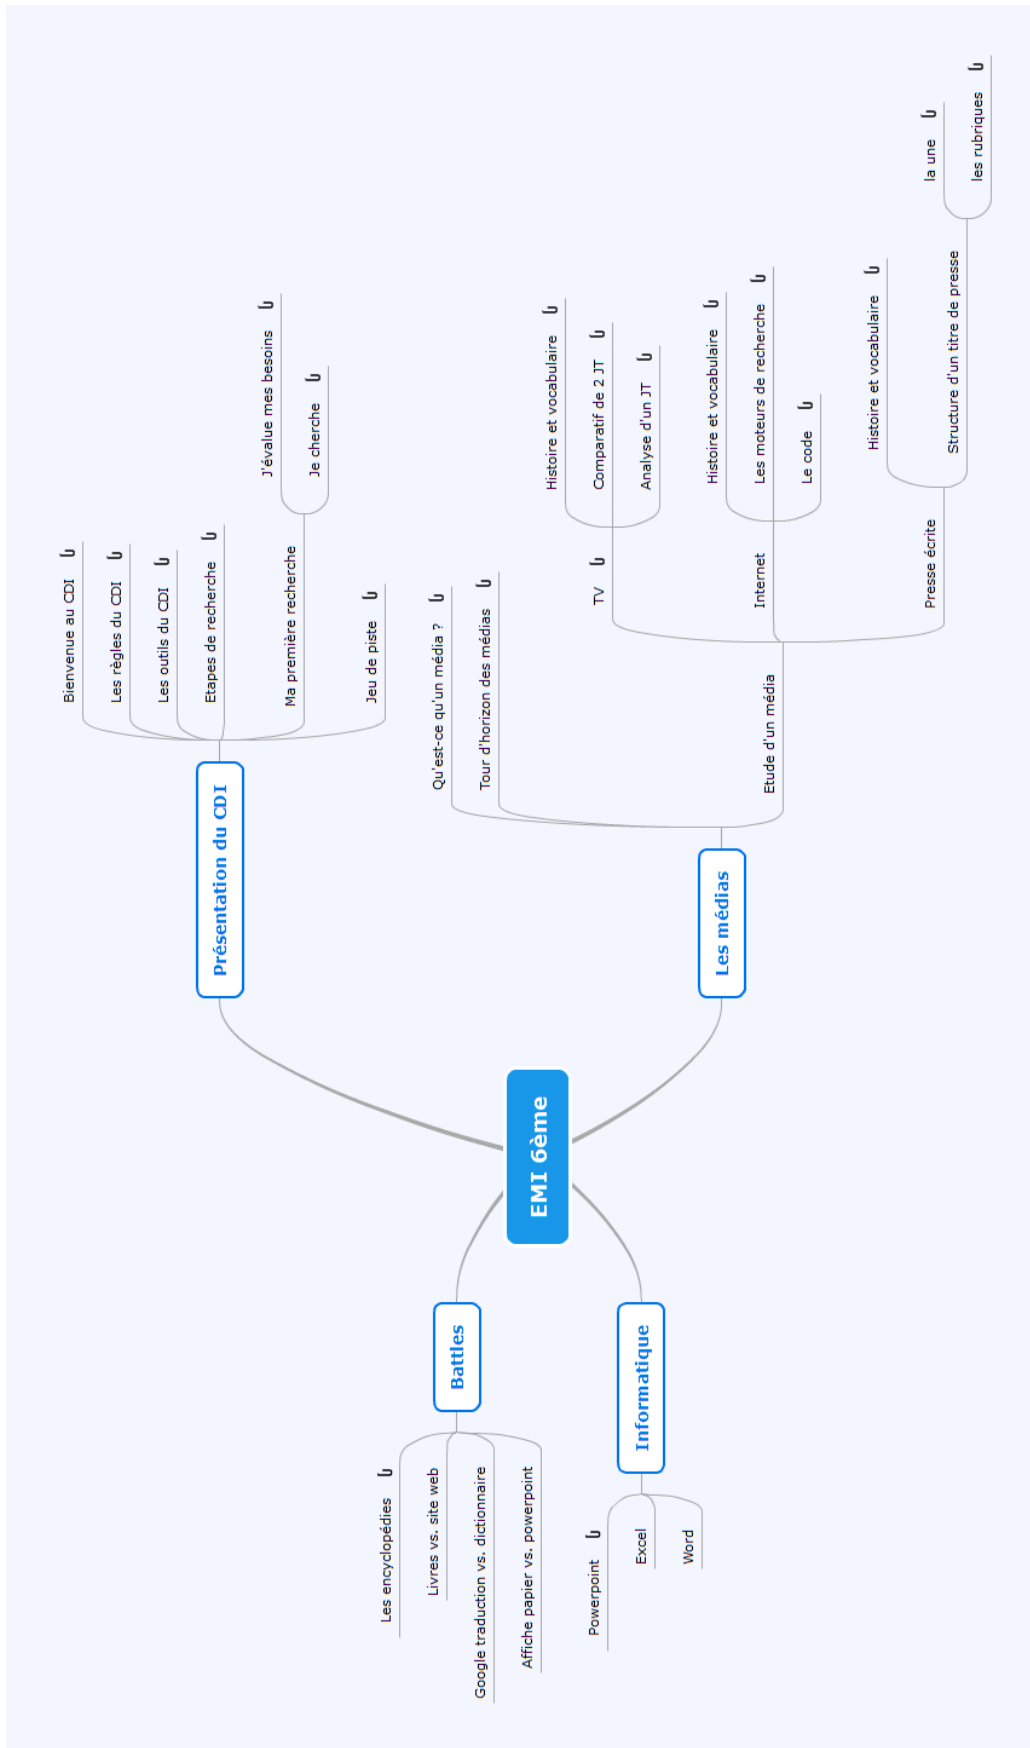 EMI 6ème
Présentation du CDI
Bienvenue au CDI
Les règles du CDI
Les outils du CDI
Etapes de recherche
Ma première recherche
J'évalue mes besoins
Je cherche
Jeu de piste
Les médias
Qu'est-ce qu'un média ?
Tour d'horizon des médias
Etude d'un média
TV
Histoire et vocabulaire
Comparatif de 2 JT
Analyse d'un JT
Internet
Histoire et vocabulaire
Les moteurs de recherche
Le code
Presse écrite
Histoire et vocabulaire
Structure d'un titre de presse
la une
les rubriques
Battles
Les encyclopédies
Livres vs. site web
Google traduction vs. dictionnaire
Affiche papier vs. powerpoint
Informatique
Powerpoint
Excel
Word